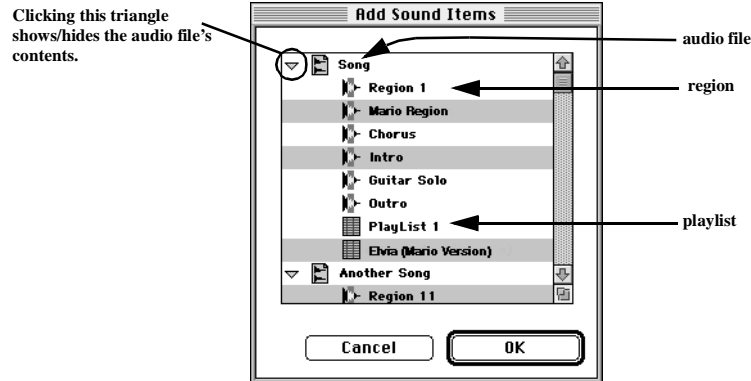 Clicking this triangle
shows/hides the audio file's
contents.
Add Sound Items
audio file
Song
Region 1
region
Mario Region
Chorus
Intro
Guitar Solo
Outro
PlayList 1
playlist
Elvia (Mario Version)
Another Song
Region 11
Cancel
OK